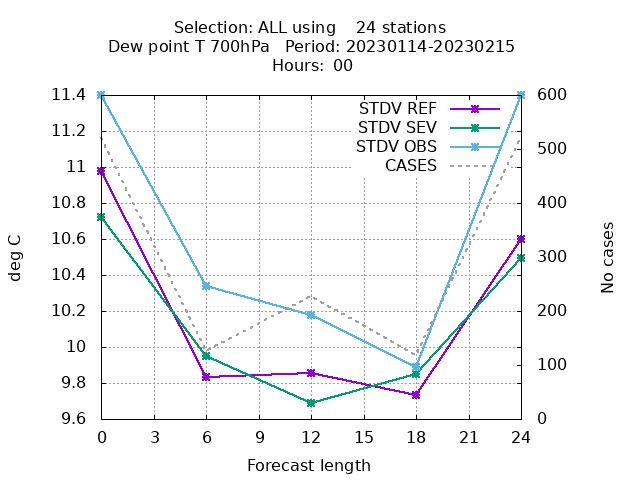 Selection: ALL using    24 stations
Dew point T 700hPa   Period: 20230114-20230215
Hours:  00
11.4
11.2
11
10.8
10.6
10.4
10.2
10
9.8
9.6
deg C
STDV REF
STDV SEV
STDV OBS
CASES
600
500
400
300
200
100
0
No cases
0 3 6 9 12 15 18 21 24
Forecast length